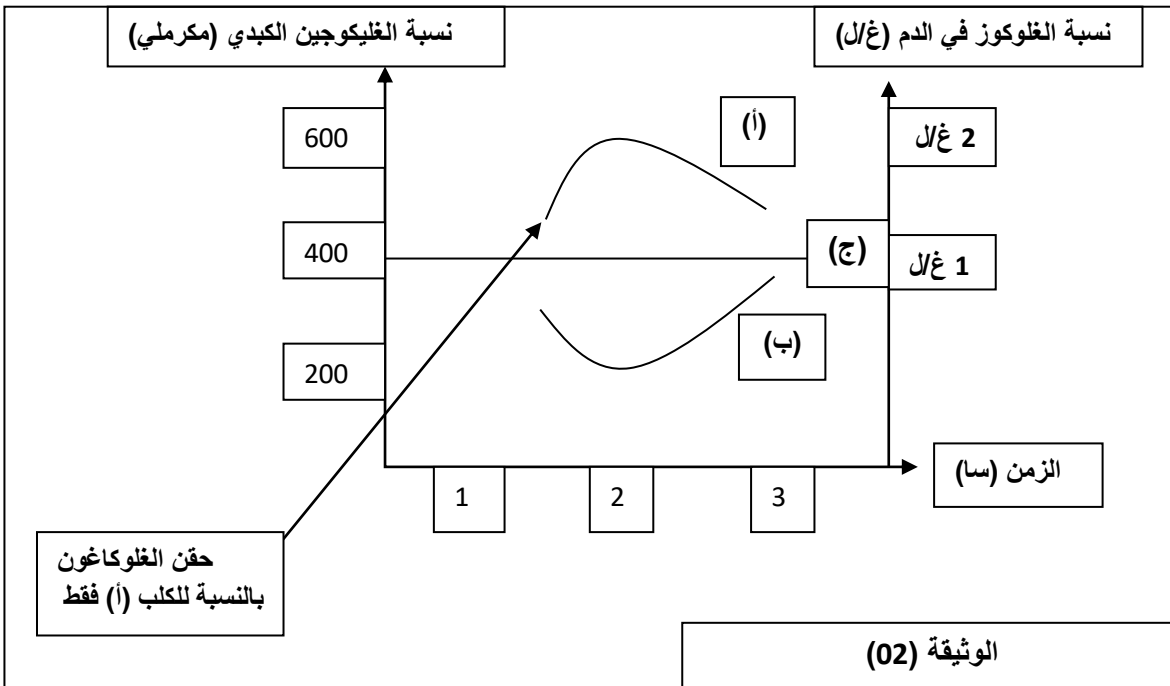 نسبة الغليكوجين الكبدي (مكرملي)
نسبة الغلوكوز في الدم (غ/ل)
600
(أ)
2 غ/ل
400
(ج)
1 غ/ل
200
(ب)
1
2
3
الزمن (سا)
حقن الغلوكاغون
بالنسبة للكلب (أ) فقط
الوثيقة (02)